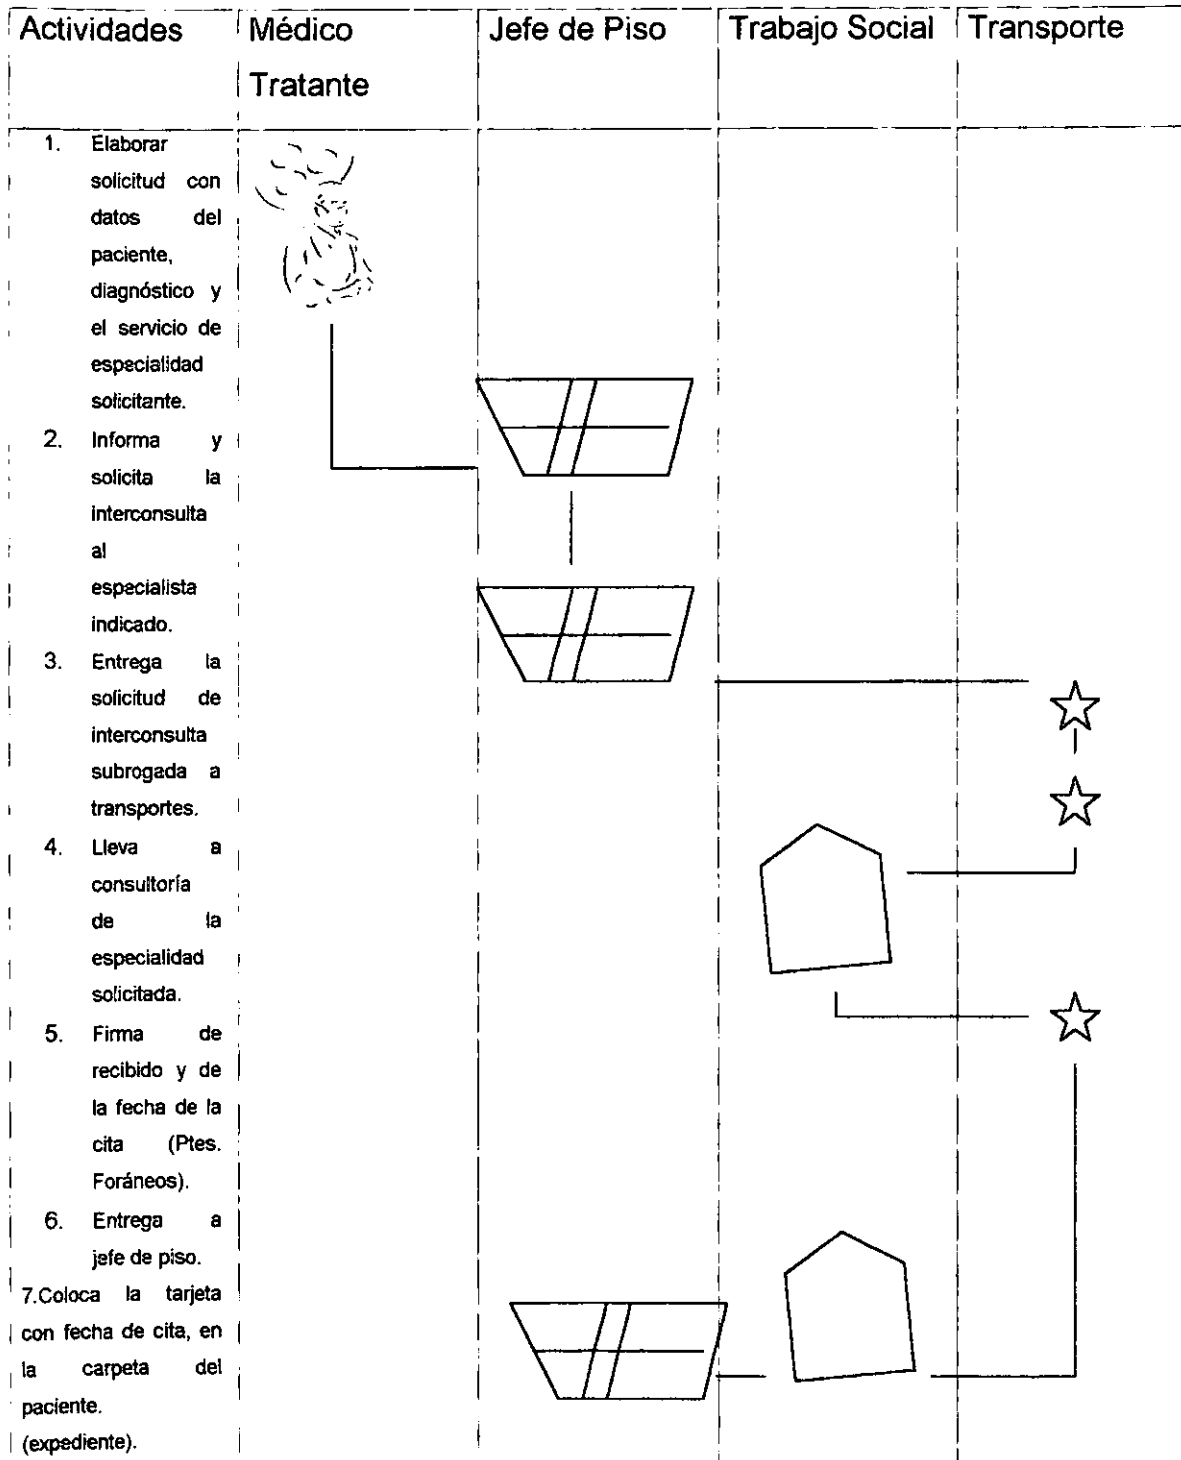 Actividades Médico Tratante Jefe de Piso Trabajo Social Transporte
1. Elaborar
solicitud con
datos del
paciente,
diagnóstico y
el servicio de
especialidad
solicitante.
2. Informa y
solicita la
interconsulta
al
especialista
indicado.
3. Entrega la
solicitud de
interconsulta
subrogada a
transportes.
4. Lleva a
consultoría
de la
especialidad
solicitada.
5. Firma de
recibido y de
la fecha de la
cita (Ptes.
Foráneos).
6. Entrega a
jefe de piso.
7.Coloca la tarjeta
con fecha de cita, en
la carpeta del
paciente.
(expediente).